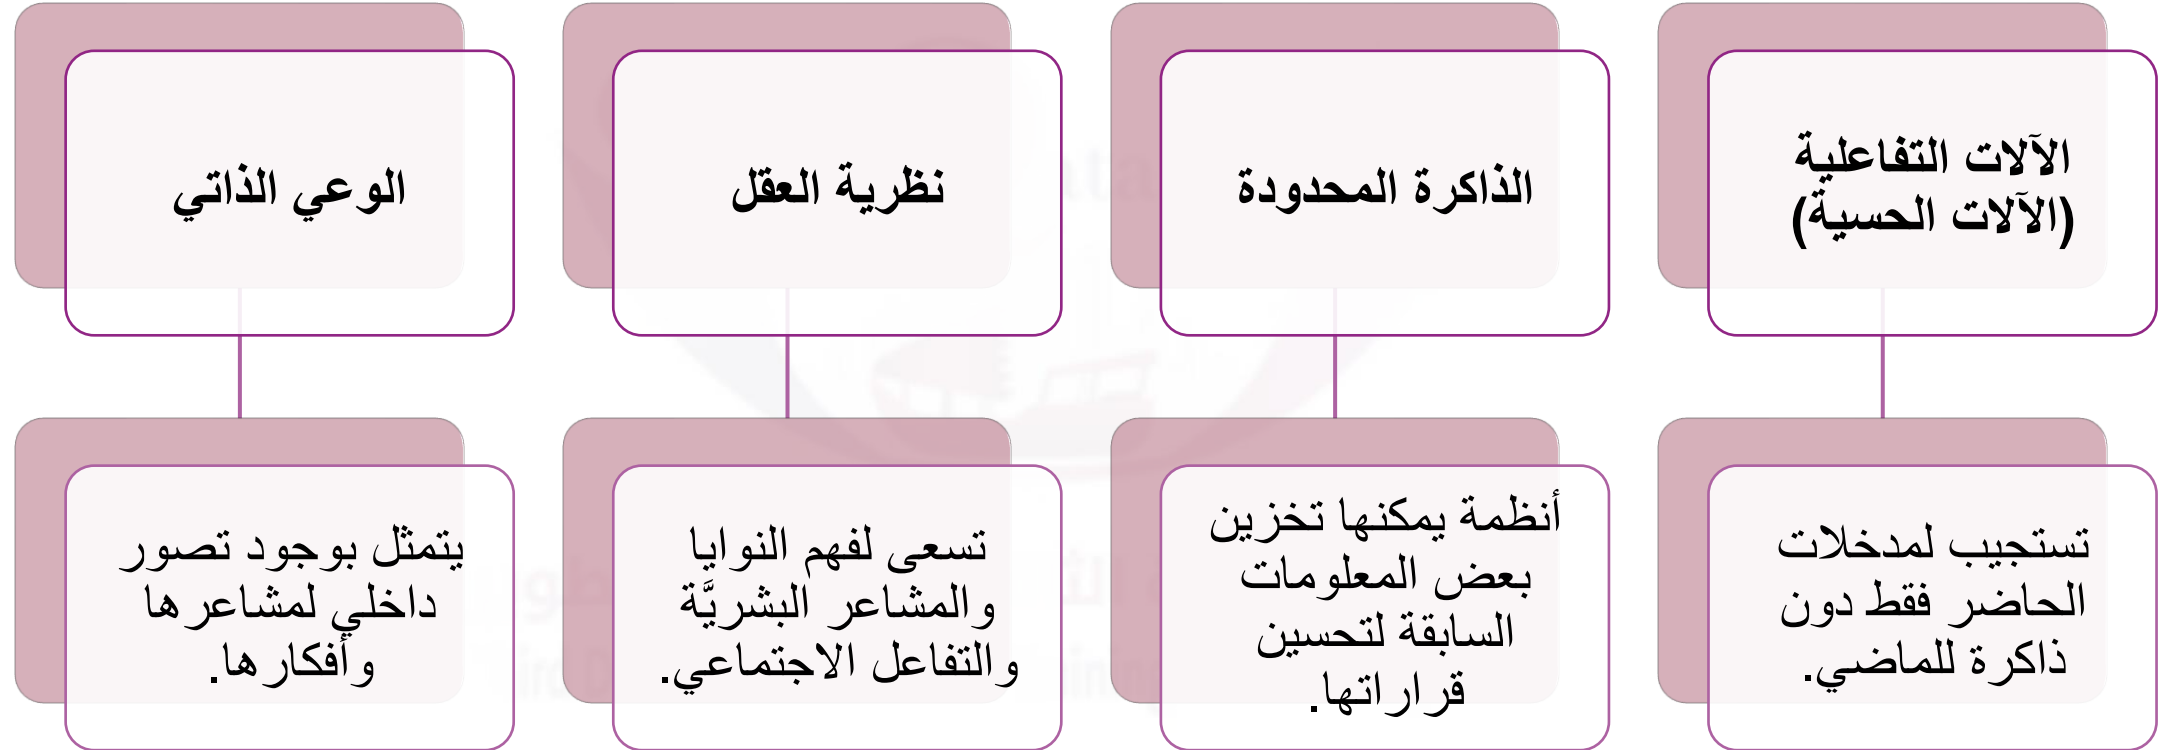 الآلات التفاعلية
(الآلات الحسية)
تستجيب لمدخلات
الحاضر فقط دون
ذاكرة للماضي.
الذاكرة المحدودة
أنظمة يمكنها تخزين
بعض المعلومات
السابقة لتحسين
قراراتها.
نظرية العقل
تسعى لفهم النوايا
والمشاعر البشريَّة
والتفاعل الاجتماعي.
الوعي الذاتي
يتمثل بوجود تصور
داخلي لمشاعرها
وأفكارها.